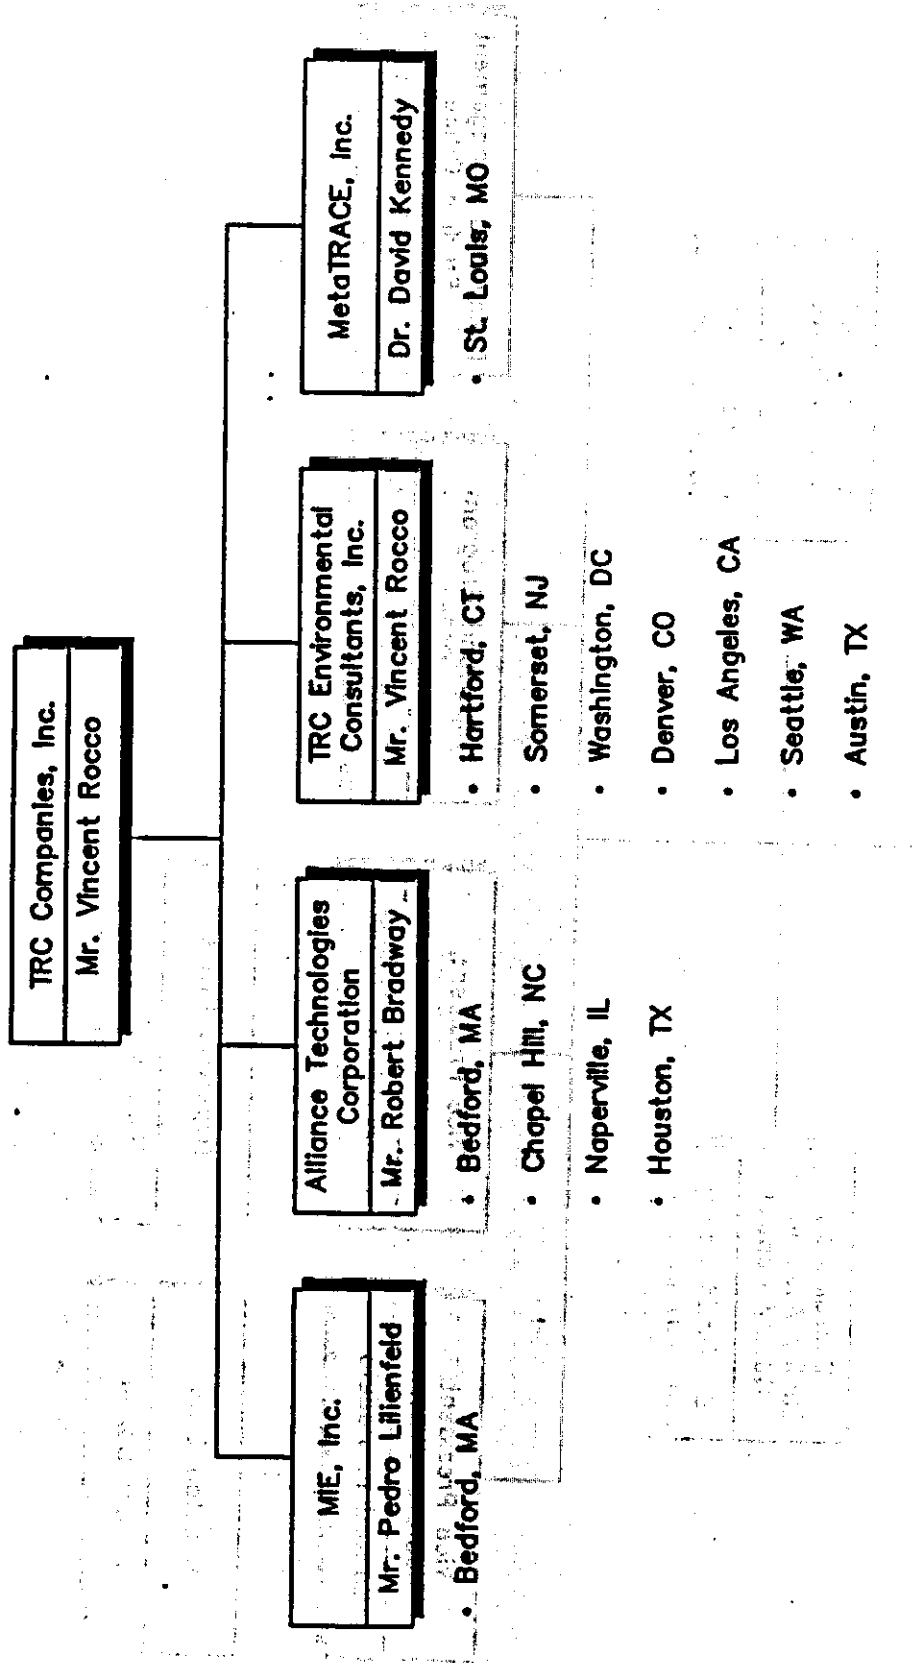 TRC Companies, Inc.
Mr. Vincent Rocco
MIE, Inc.
Mr. Pedro Lilienfeld
• Bedford, MA
Alliance Technologies
Corporation
Mr. Robert Bradway
• Bedford, MA
• Chapel Hill, NC
• Naperville, IL
• Houston, TX
TRC Environmental
Consultants, Inc.
Mr. Vincent Rocco
• Hartford, CT
• Somerset, NJ
• Washington, DC
• Denver, CO
• Los Angeles, CA
• Seattle, WA
• Austin, TX
MetaTRACE, Inc.
Dr. David Kennedy
• St. Louis, MO